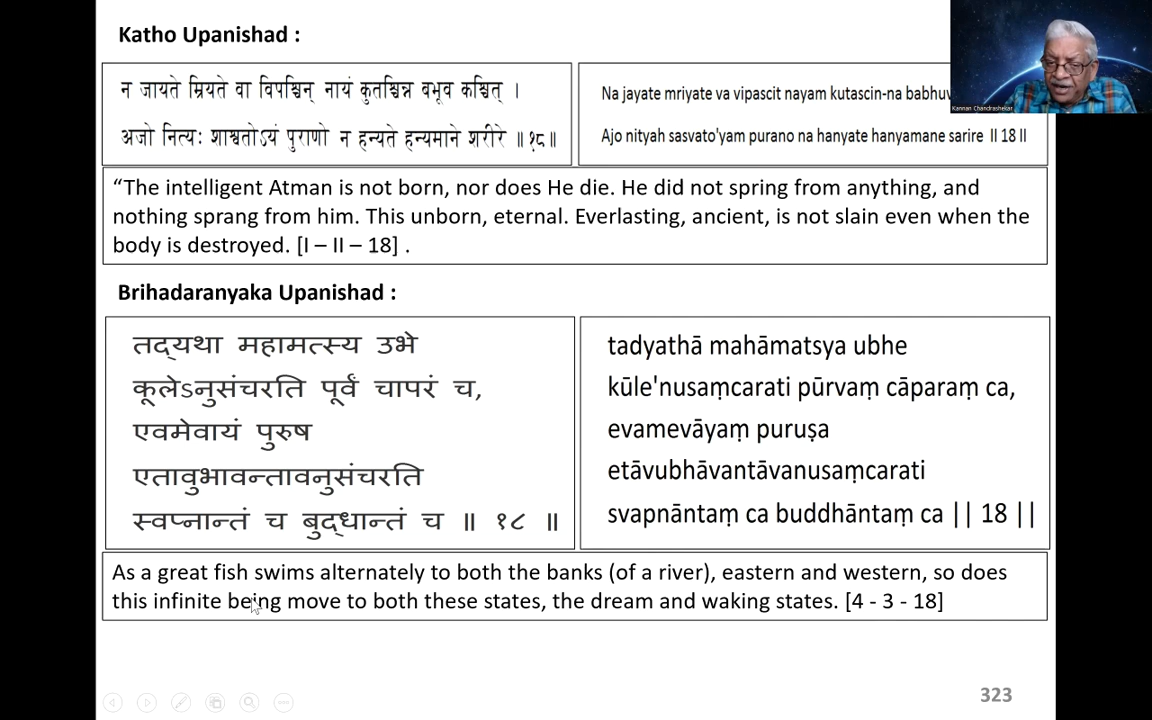 Katho Upanishad :
न जायते म्रियते वा विपश्चिन् नायं कुतश्चिन्न बभूव कश्चित् ।
अजो नित्यः शाश्वतोऽयं पुराणो न हन्यते हन्यमाने शरीरे ॥१८॥
Na jayate mriyate va vipascit nayam kutascin-na
Ajo nityah sasvato'yam purano na hanyate hanyamane sarire II 18 II
Kannan Chandrashekar
“The intelligent Atman is not born, nor does He die. He did not spring from anything, and
nothing sprang from him. This unborn, eternal. Everlasting, ancient, is not slain even when the
body is destroyed. [I – II – 18] .
Brihadaranyaka Upanishad :
तद्यथा महामत्स्य उभे
कूलेऽनुसंचरति पूर्वं चापरं च,
एवमेवायं पुरुष
एतावुभावन्तावनुसंचरति
स्वप्नान्तं च बुद्धान्तं च ॥ १८ ॥
tadyathā mahāmatsya ubhe
kūle'nusaṃcarati pūrvaṃ cāparaṃ ca,
evamevāyaṃ puruṣa
etāvubhāvantāvanusaṃcarati
svapnāntaṃ ca buddhāntaṃ ca || 18 ||
As a great fish swims alternately to both the banks (of a river), eastern and western, so does
this infinite being move to both these states, the dream and waking states. [4 - 3 - 18]
323